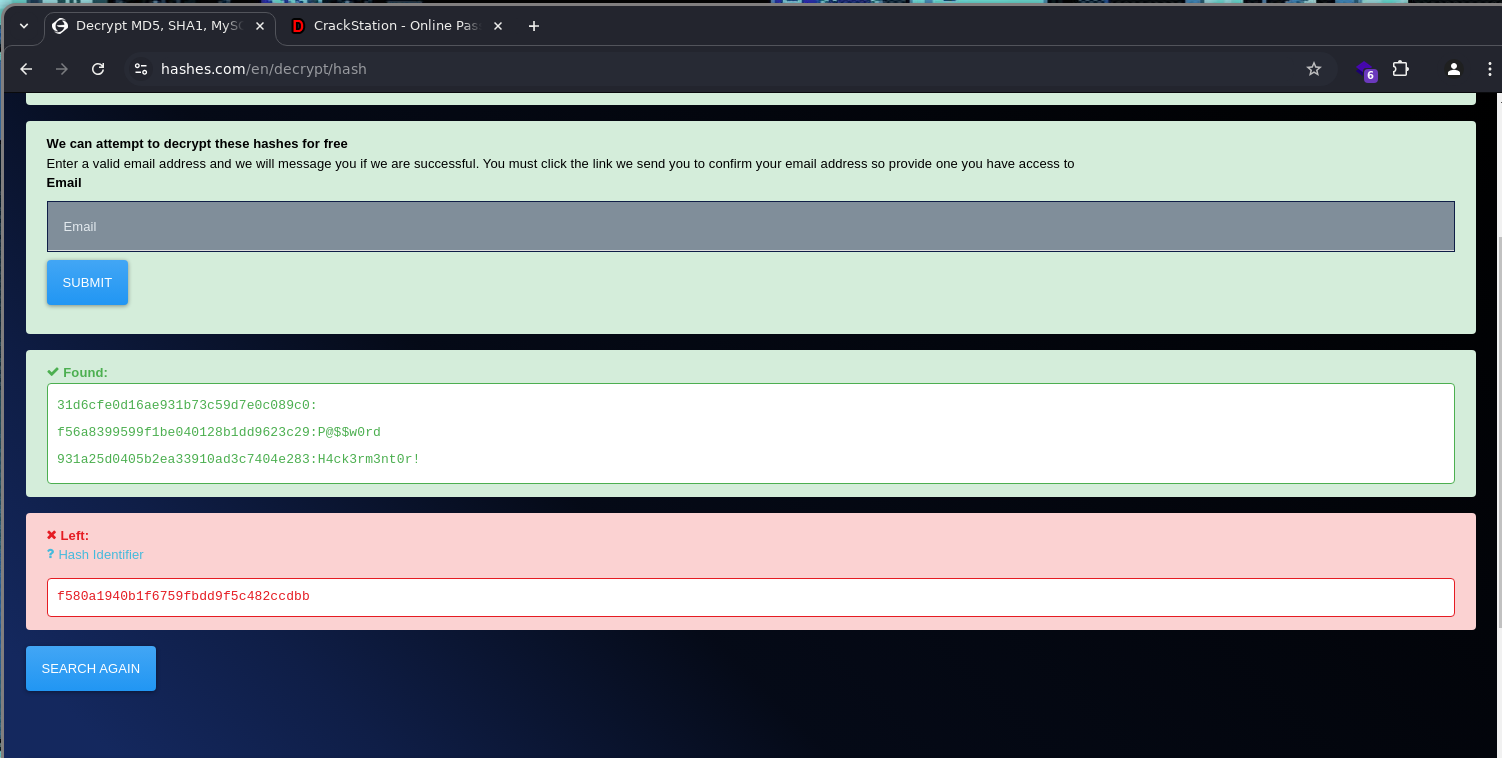 Decrypt MD5, SHA1, MySQ
CrackStation - Online Pas
hashes.com/en/decrypt/hash
6
We can attempt to decrypt these hashes for free
Enter a valid email address and we will message you if we are successful. You must click the link we send you to confirm your email address so provide one you have access to
Email
Email
SUBMIT
Found:
31d6cfe0d16ae931b73c59d7e0c089c0:
f56a8399599f1be040128b1dd9623c29:P@$$w0rd
931a25d0405b2ea33910ad3c7404e283:H4ck3rm3nt0r!
Left:
? Hash Identifier
f580a1940b1f6759fbdd9f5c482ccdbb
SEARCH AGAIN